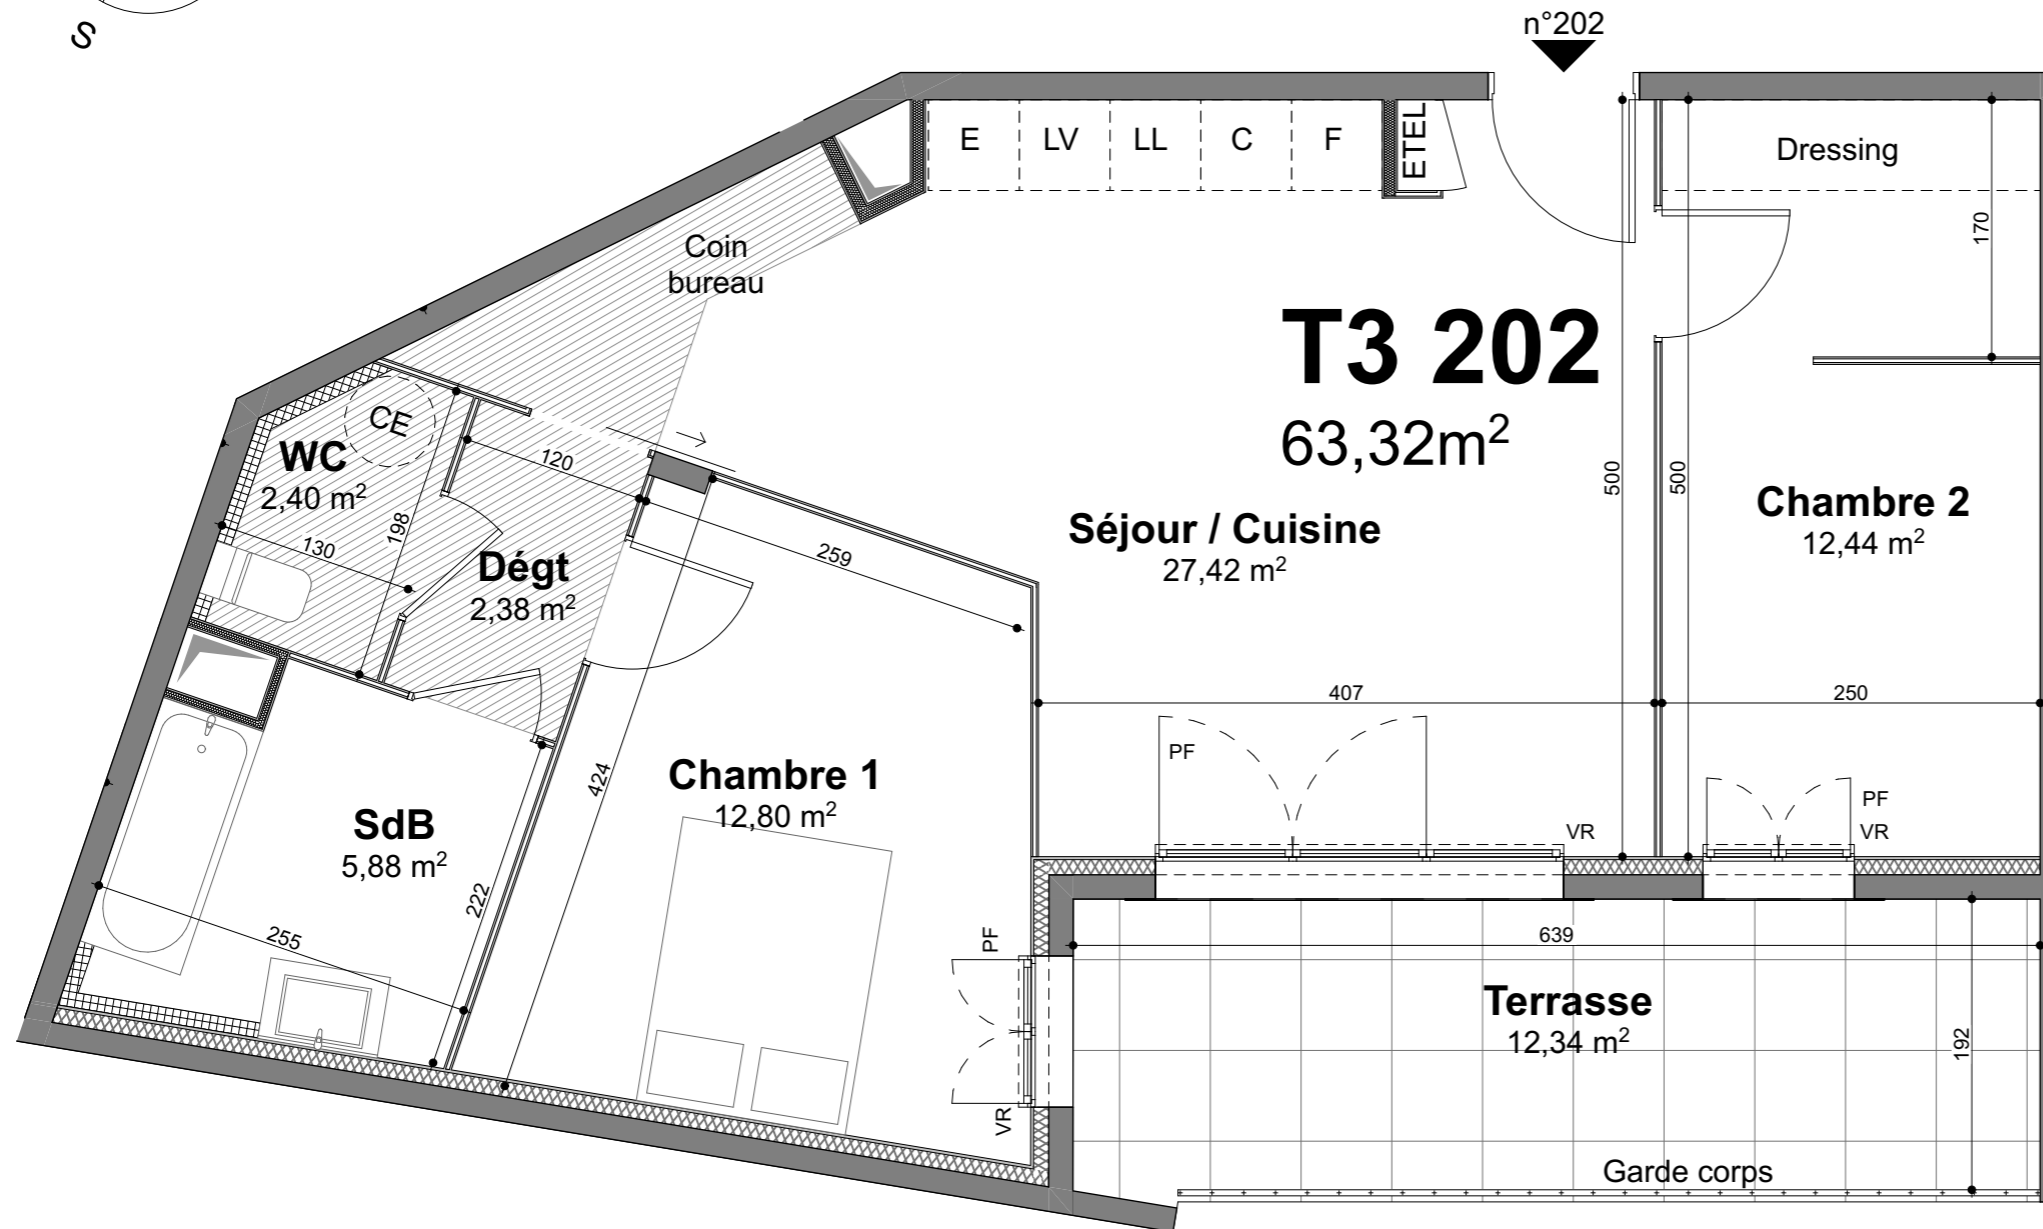 S
n°202
E
LV
LL
C
F
ETEL
Dressing
170
Coin
bureau
T3 202
63,32m²
CE
WC
2,40 m²
120
198
130
Dégt
2,38 m²
259
Séjour / Cuisine
27,42 m²
500
500
Chambre 2
12,44 m²
407
250
PF
VR
PF
VR
Chambre 1
12,80 m²
424
SdB
5,88 m²
222
255
PF
VR
639
Terrasse
12,34 m²
192
Garde corps